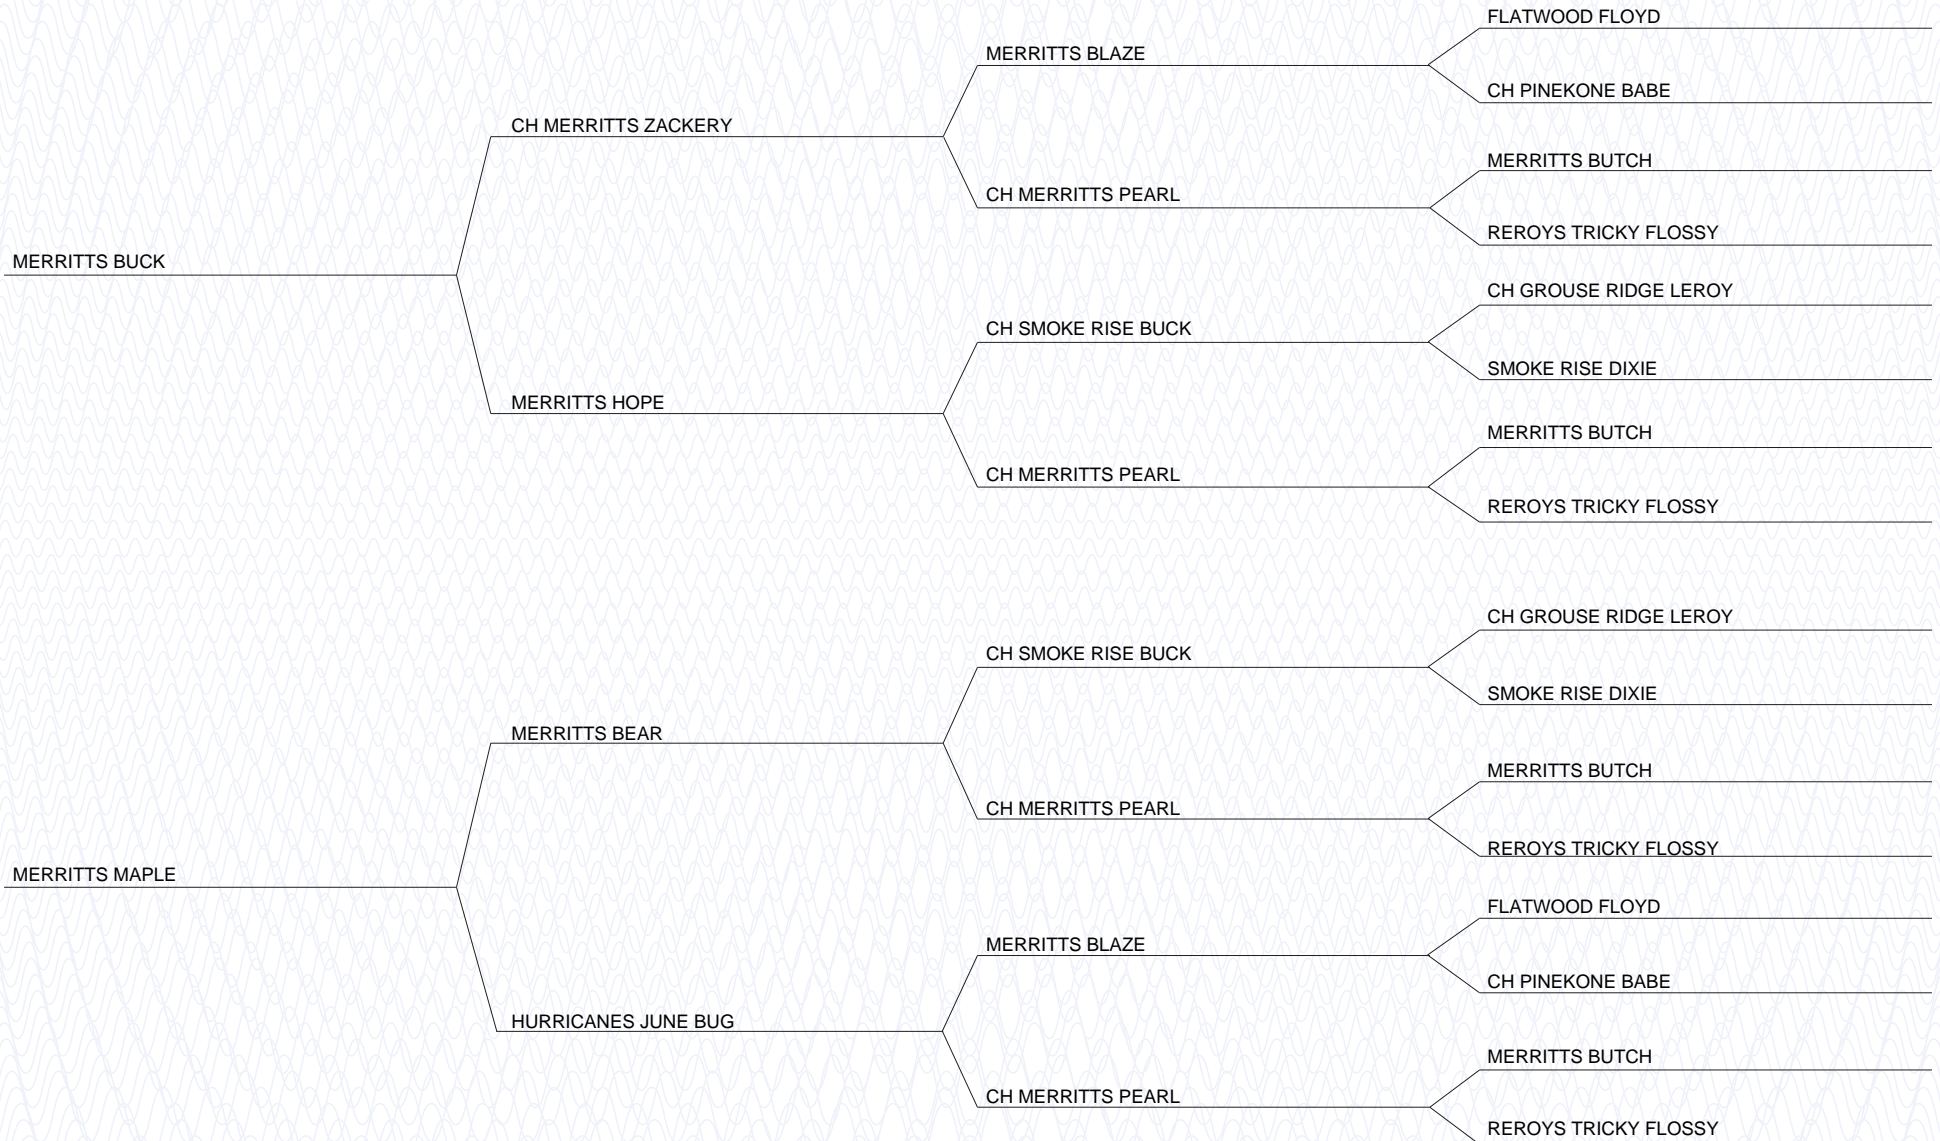 FLATWOOD FLOYD
MERRITTS BLAZE
CH PINEKONE BABE
CH MERRITTS ZACKERY
MERRITTS BUTCH
CH MERRITTS PEARL
REROYS TRICKY FLOSSY
MERRITTS BUCK
CH GROUSE RIDGE LEROY
CH SMOKE RISE BUCK
SMOKE RISE DIXIE
MERRITTS HOPE
MERRITTS BUTCH
CH MERRITTS PEARL
REROYS TRICKY FLOSSY
CH GROUSE RIDGE LEROY
CH SMOKE RISE BUCK
SMOKE RISE DIXIE
MERRITTS BEAR
MERRITTS BUTCH
CH MERRITTS PEARL
REROYS TRICKY FLOSSY
MERRITTS MAPLE
FLATWOOD FLOYD
MERRITTS BLAZE
CH PINEKONE BABE
HURRICANES JUNE BUG
MERRITTS BUTCH
CH MERRITTS PEARL
REROYS TRICKY FLOSSY